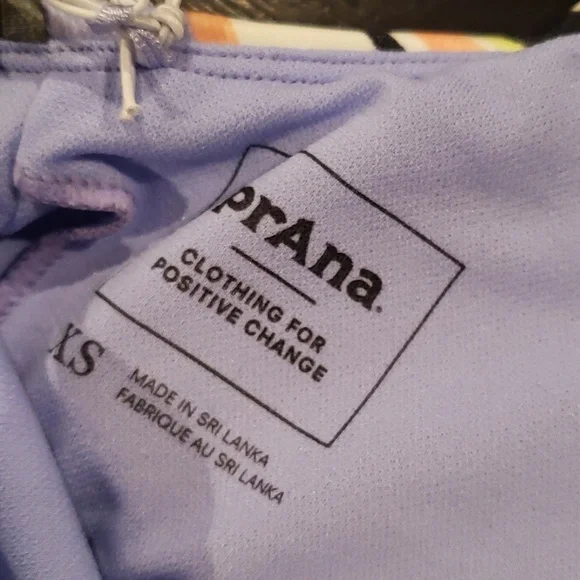 prAna
CLOTHING FOR
POSITIVE CHANGE
XS
MADE IN SRI LANKA
FABRIQUE AU SRI LANKA